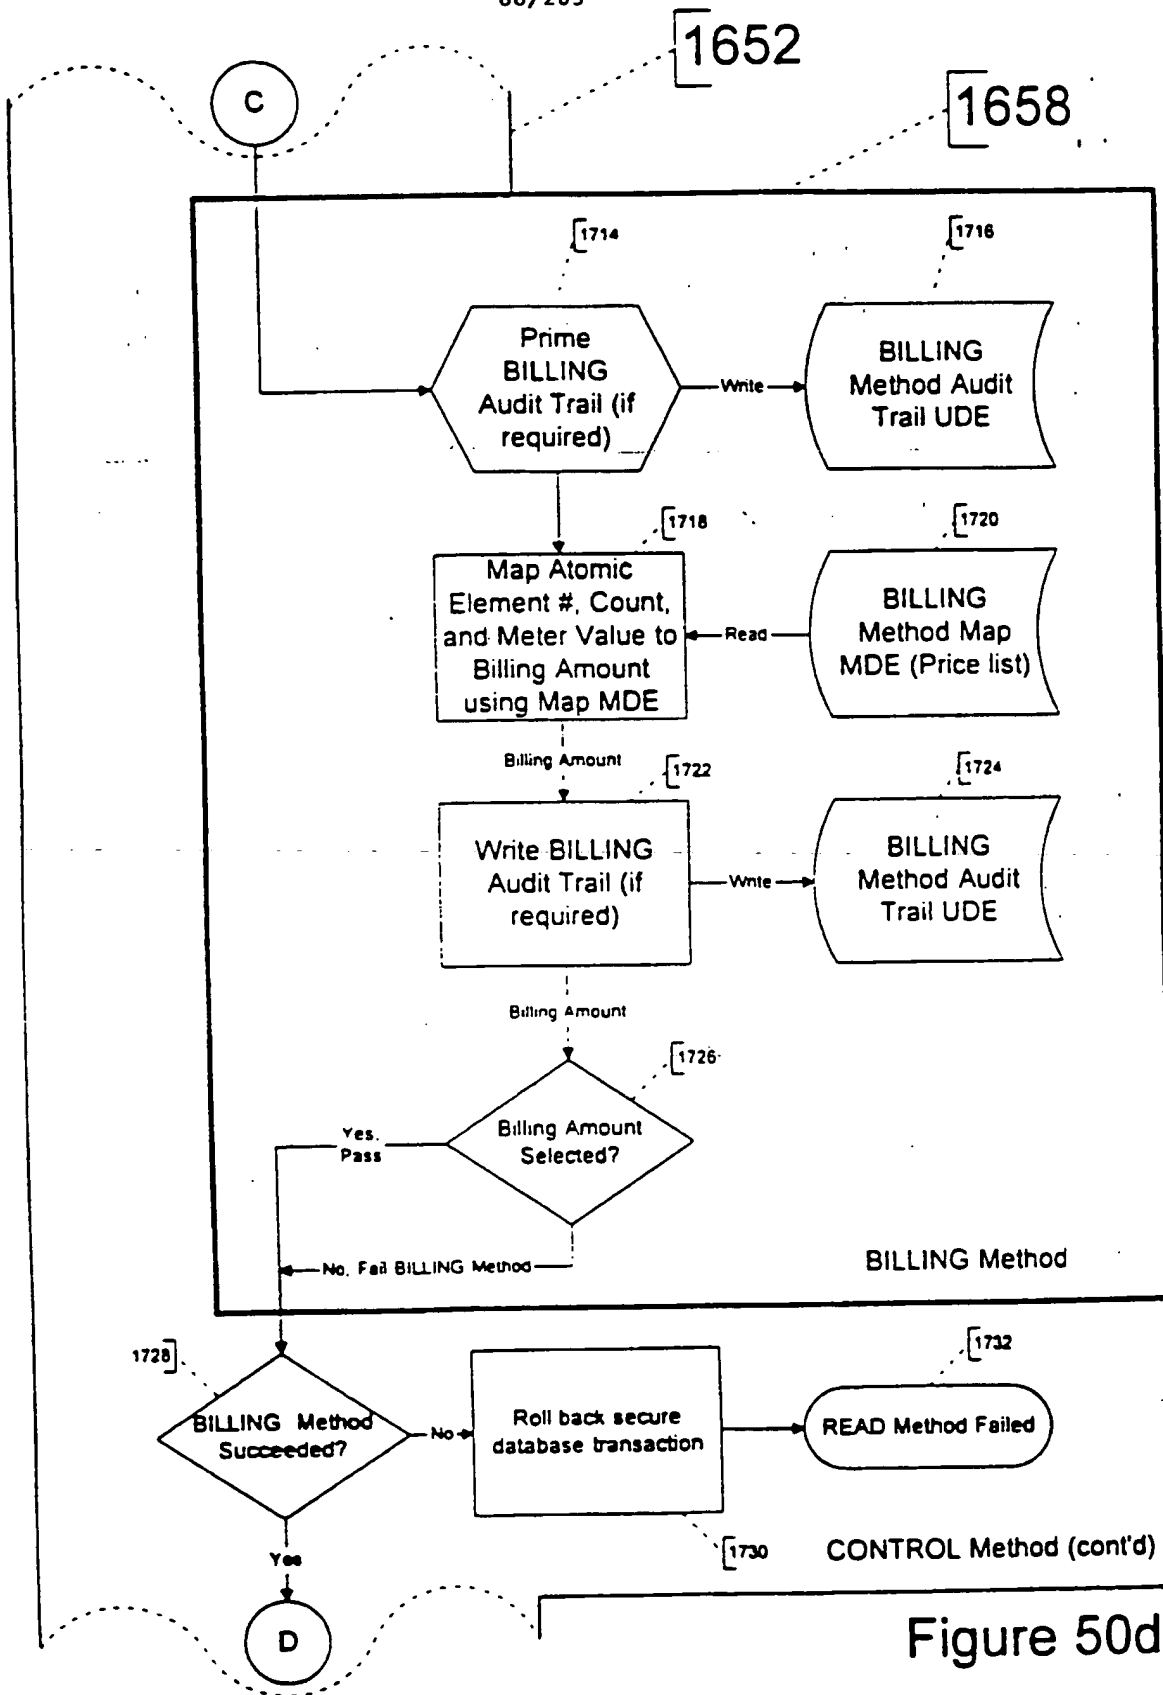 1652
C
1658
1714
1716
Prime
BILLING
Audit Trail (if
required)
Write
BILLING
Method Audit
Trail UDE
1718
1720
Map Atomic
Element #, Count,
and Meter Value to
Billing Amount
using Map MDE
Read
BILLING
Method Map
MDE (Price list)
Billing Amount
1722
1724
Write BILLING
Audit Trail (if
required)
Write
BILLING
Method Audit
Trail UDE
Billing Amount
1726
Yes,
Pass
Billing Amount
Selected?
No, Fail BILLING Method
BILLING Method
1728
1732
BILLING Method
Succeeded?
No
Roll back secure
database transaction
READ Method Failed
1730
CONTROL Method (cont'd)
Yes
D
Figure 50d